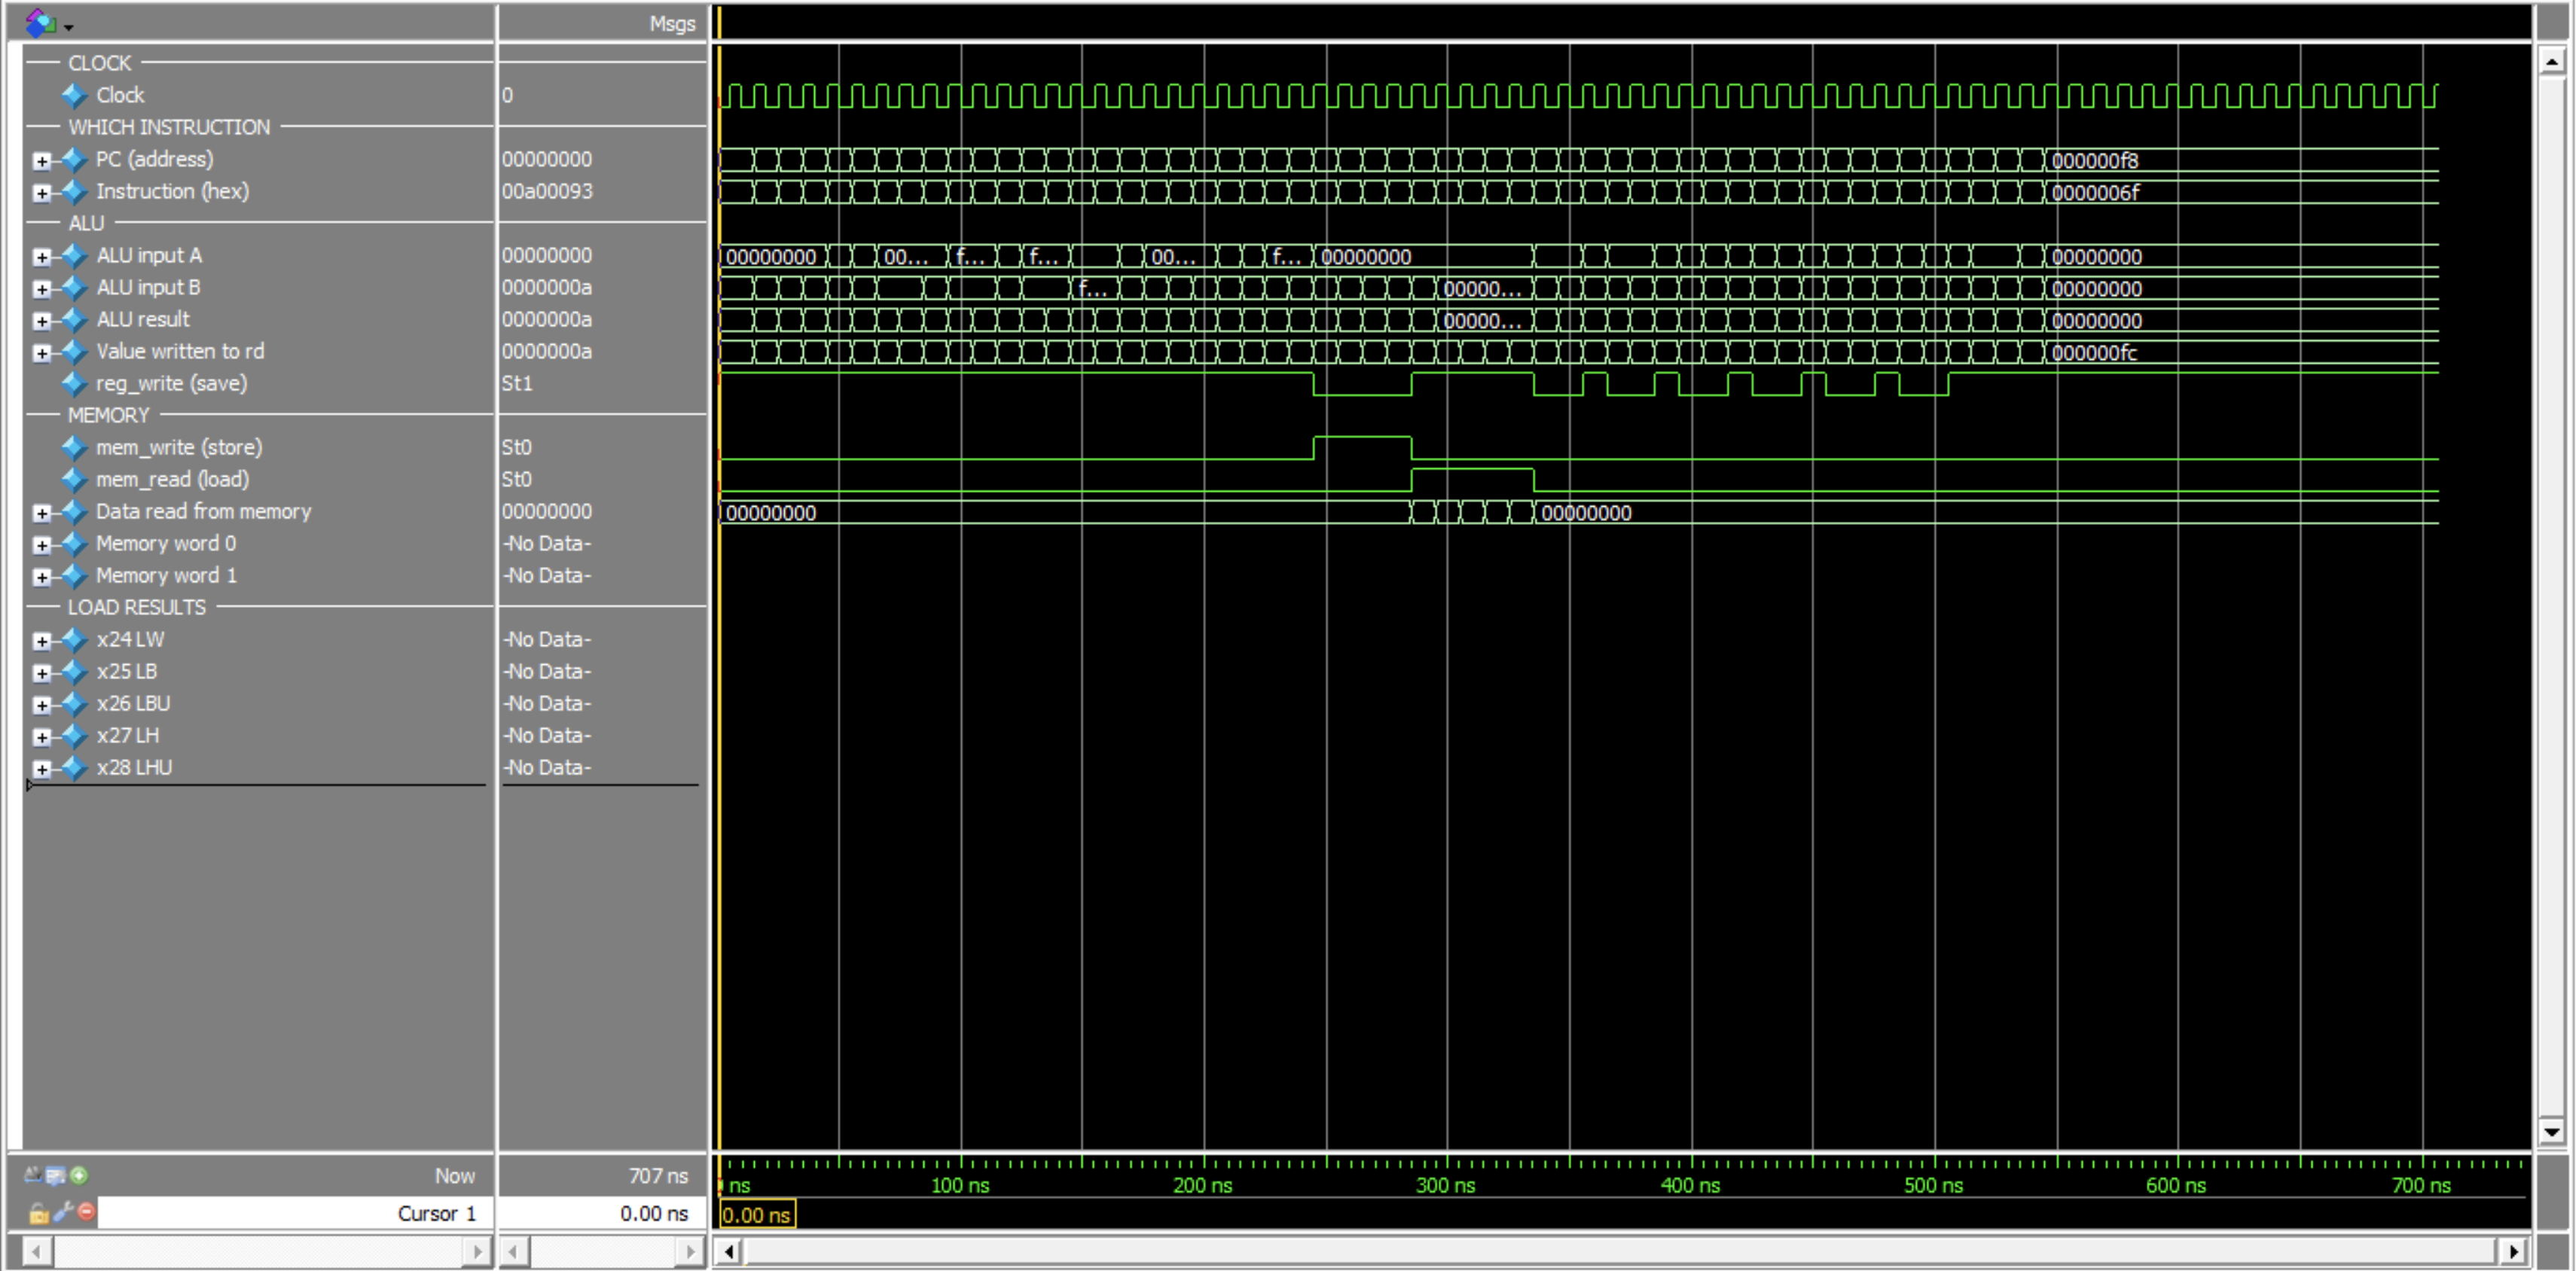 Msgs
CLOCK
Clock 0
WHICH INSTRUCTION
PC (address) 00000000 000000f8
Instruction (hex) 00a00093 0000006f
ALU
ALU input A 00000000 00000000 00... f... f... 00... f... 00000000 00000000
ALU input B 0000000a f... 00000... 00000000
ALU result 0000000a 00000... 00000000
Value written to rd 0000000a 000000fc
reg_write (save) St1
MEMORY
mem_write (store) St0
mem_read (load) St0
Data read from memory 00000000 00000000 00000000
Memory word 0 -No Data-
Memory word 1 -No Data-
LOAD RESULTS
x24 LW -No Data-
x25 LB -No Data-
x26 LBU -No Data-
x27 LH -No Data-
x28 LHU -No Data-
Now 707 ns ns 100 ns 200 ns 300 ns 400 ns 500 ns 600 ns 700 ns
Cursor 1 0.00 ns 0.00 ns